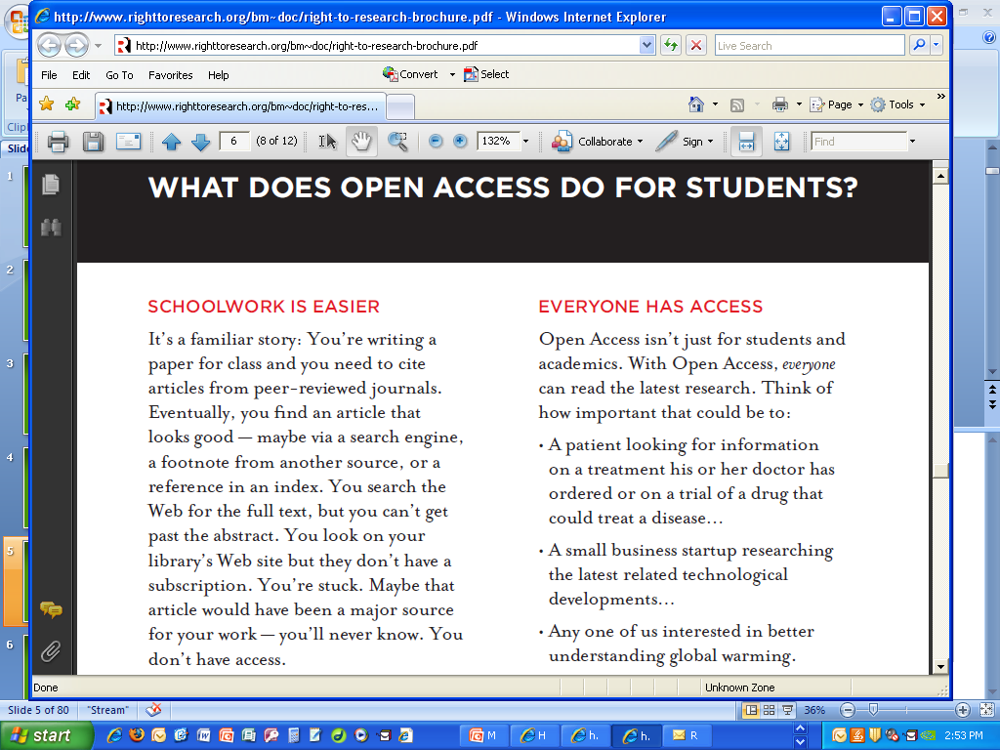 http://www.righttoresearch.org/bm~doc/right-to-research-brochure.pdf - Windows Internet Explorer
http://www.righttoresearch.org/bm~doc/right-to-research-brochure.pdf
Live Search
File Edit Go To Favorites Help Convert Select
http://www.righttoresearch.org/bm~doc/right-to-res...
Page Tools
6 (8 of 12) 132% Collaborate Sign Find
Pa
Clip
Slide
1
2
3
4
5
6
WHAT DOES OPEN ACCESS DO FOR STUDENTS?
SCHOOLWORK IS EASIER
It's a familiar story: You're writing a
paper for class and you need to cite
articles from peer-reviewed journals.
Eventually, you find an article that
looks good — maybe via a search engine,
a footnote from another source, or a
reference in an index. You search the
Web for the full text, but you can't get
past the abstract. You look on your
library's Web site but they don't have a
subscription. You're stuck. Maybe that
article would have been a major source
for your work — you'll never know. You
don't have access.
EVERYONE HAS ACCESS
Open Access isn't just for students and
academics. With Open Access, everyone
can read the latest research. Think of
how important that could be to:
• A patient looking for information
on a treatment his or her doctor has
ordered or on a trial of a drug that
could treat a disease…
• A small business startup researching
the latest related technological
developments…
• Any one of us interested in better
understanding global warming.
Done Unknown Zone
Slide 5 of 80 "Stream" 36%
start M H h. h. R 2:53 PM